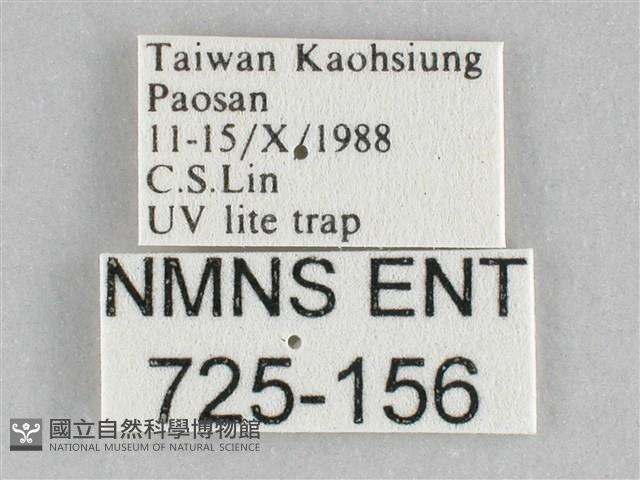 Taiwan Kaohsiung
Paosan
11-15/X/1988
C.S.Lin
UV lite trap
NMNS ENT
725-156
國立自然科學博物館
NATIONAL MUSEUM OF NATURAL SCIENCE